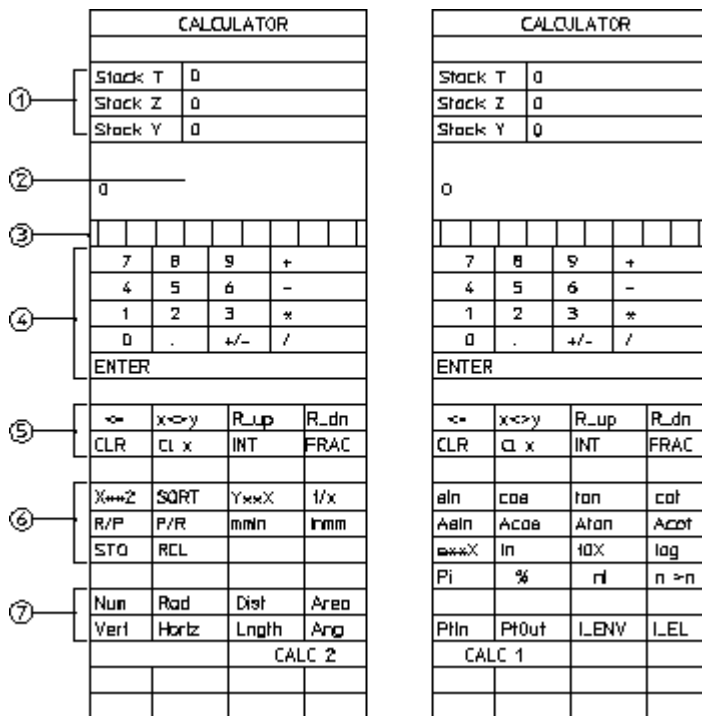 CALCULATOR
Stack T 0
① Stack Z 0
Stack Y 0
②
0
③
7 8 9 +
4 5 6 -
④ 1 2 3 *
0 . +/- /
ENTER
<= x<>y R_up R_dn
⑤
CLR CL x INT FRAC
X**2 SQRT Y**X 1/x
⑥ R/P P/R mmin inmm
STO RCL
Num Rad Dist Area
⑦
Vert Hortz Lngth Ang
CALC 2
CALCULATOR
Stack T 0
Stack Z 0
Stack Y 0
0
7 8 9 +
4 5 6 -
1 2 3 *
0 . +/- /
ENTER
<= x<>y R_up R_dn
CLR CL x INT FRAC
sin cos tan cot
Asin Acos Atan Acot
e**X ln 10X log
Pi % n! n >n
PtIn PtOut I_ENV I_EL
CALC 1